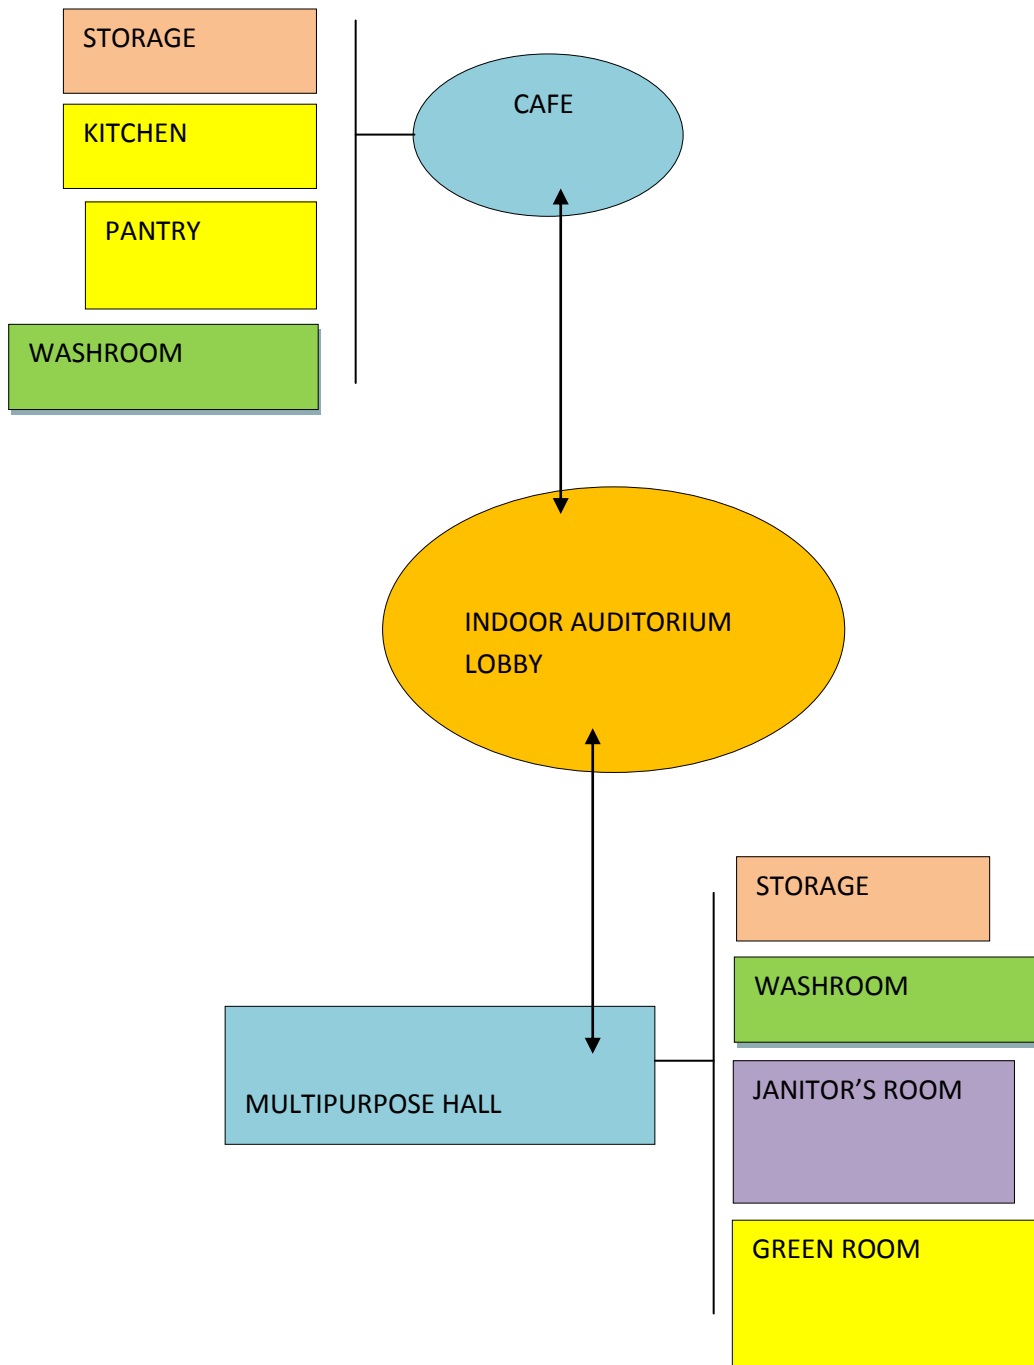 STORAGE
CAFE
KITCHEN
PANTRY
WASHROOM
INDOOR AUDITORIUM
LOBBY
STORAGE
WASHROOM
JANITOR’S ROOM
MULTIPURPOSE HALL
GREEN ROOM